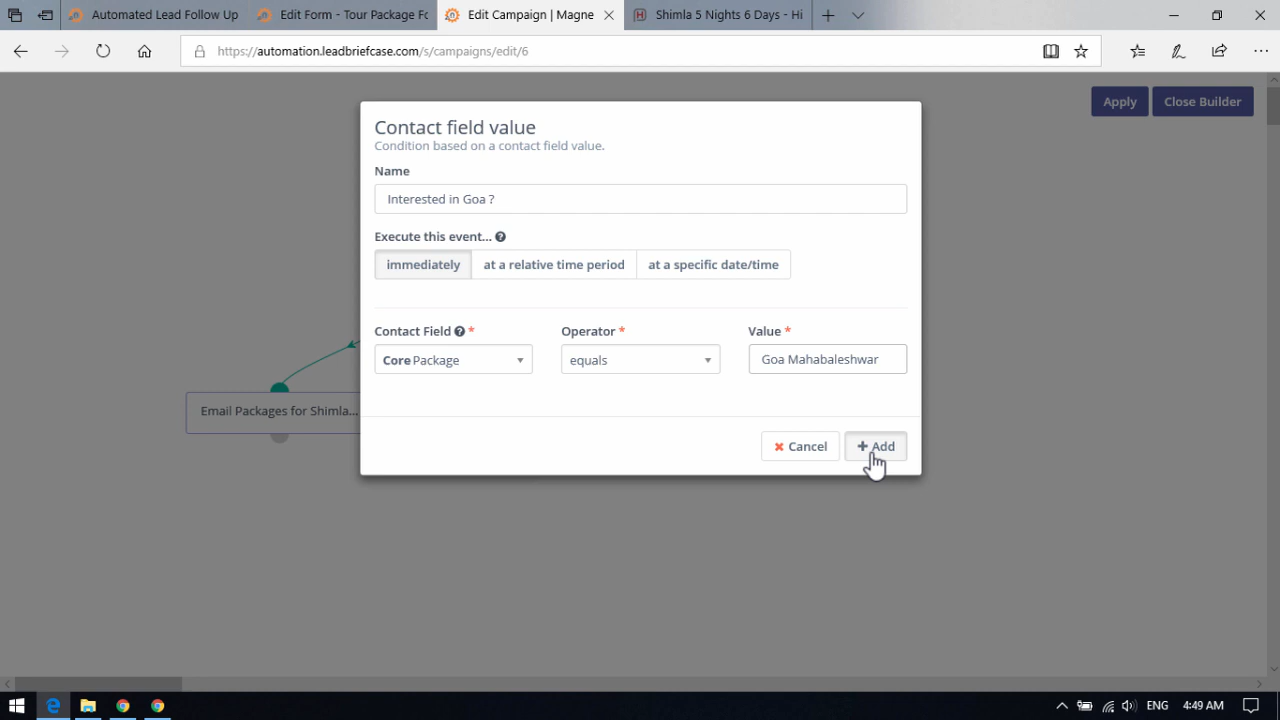 Automated Lead Follow Up
Edit Form - Tour Package Fo
Edit Campaign | Magne
Shimla 5 Nights 6 Days - Hi
https://automation.leadbriefcase.com/s/campaigns/edit/6
Apply
Close Builder
Contact field value
Condition based on a contact field value.
Name
Interested in Goa ?
Execute this event...
immediately
at a relative time period
at a specific date/time
Contact Field *
Operator *
Value *
Core Package
equals
Goa Mahabaleshwar
Email Packages for Shimla...
Cancel
Add
ENG
4:49 AM